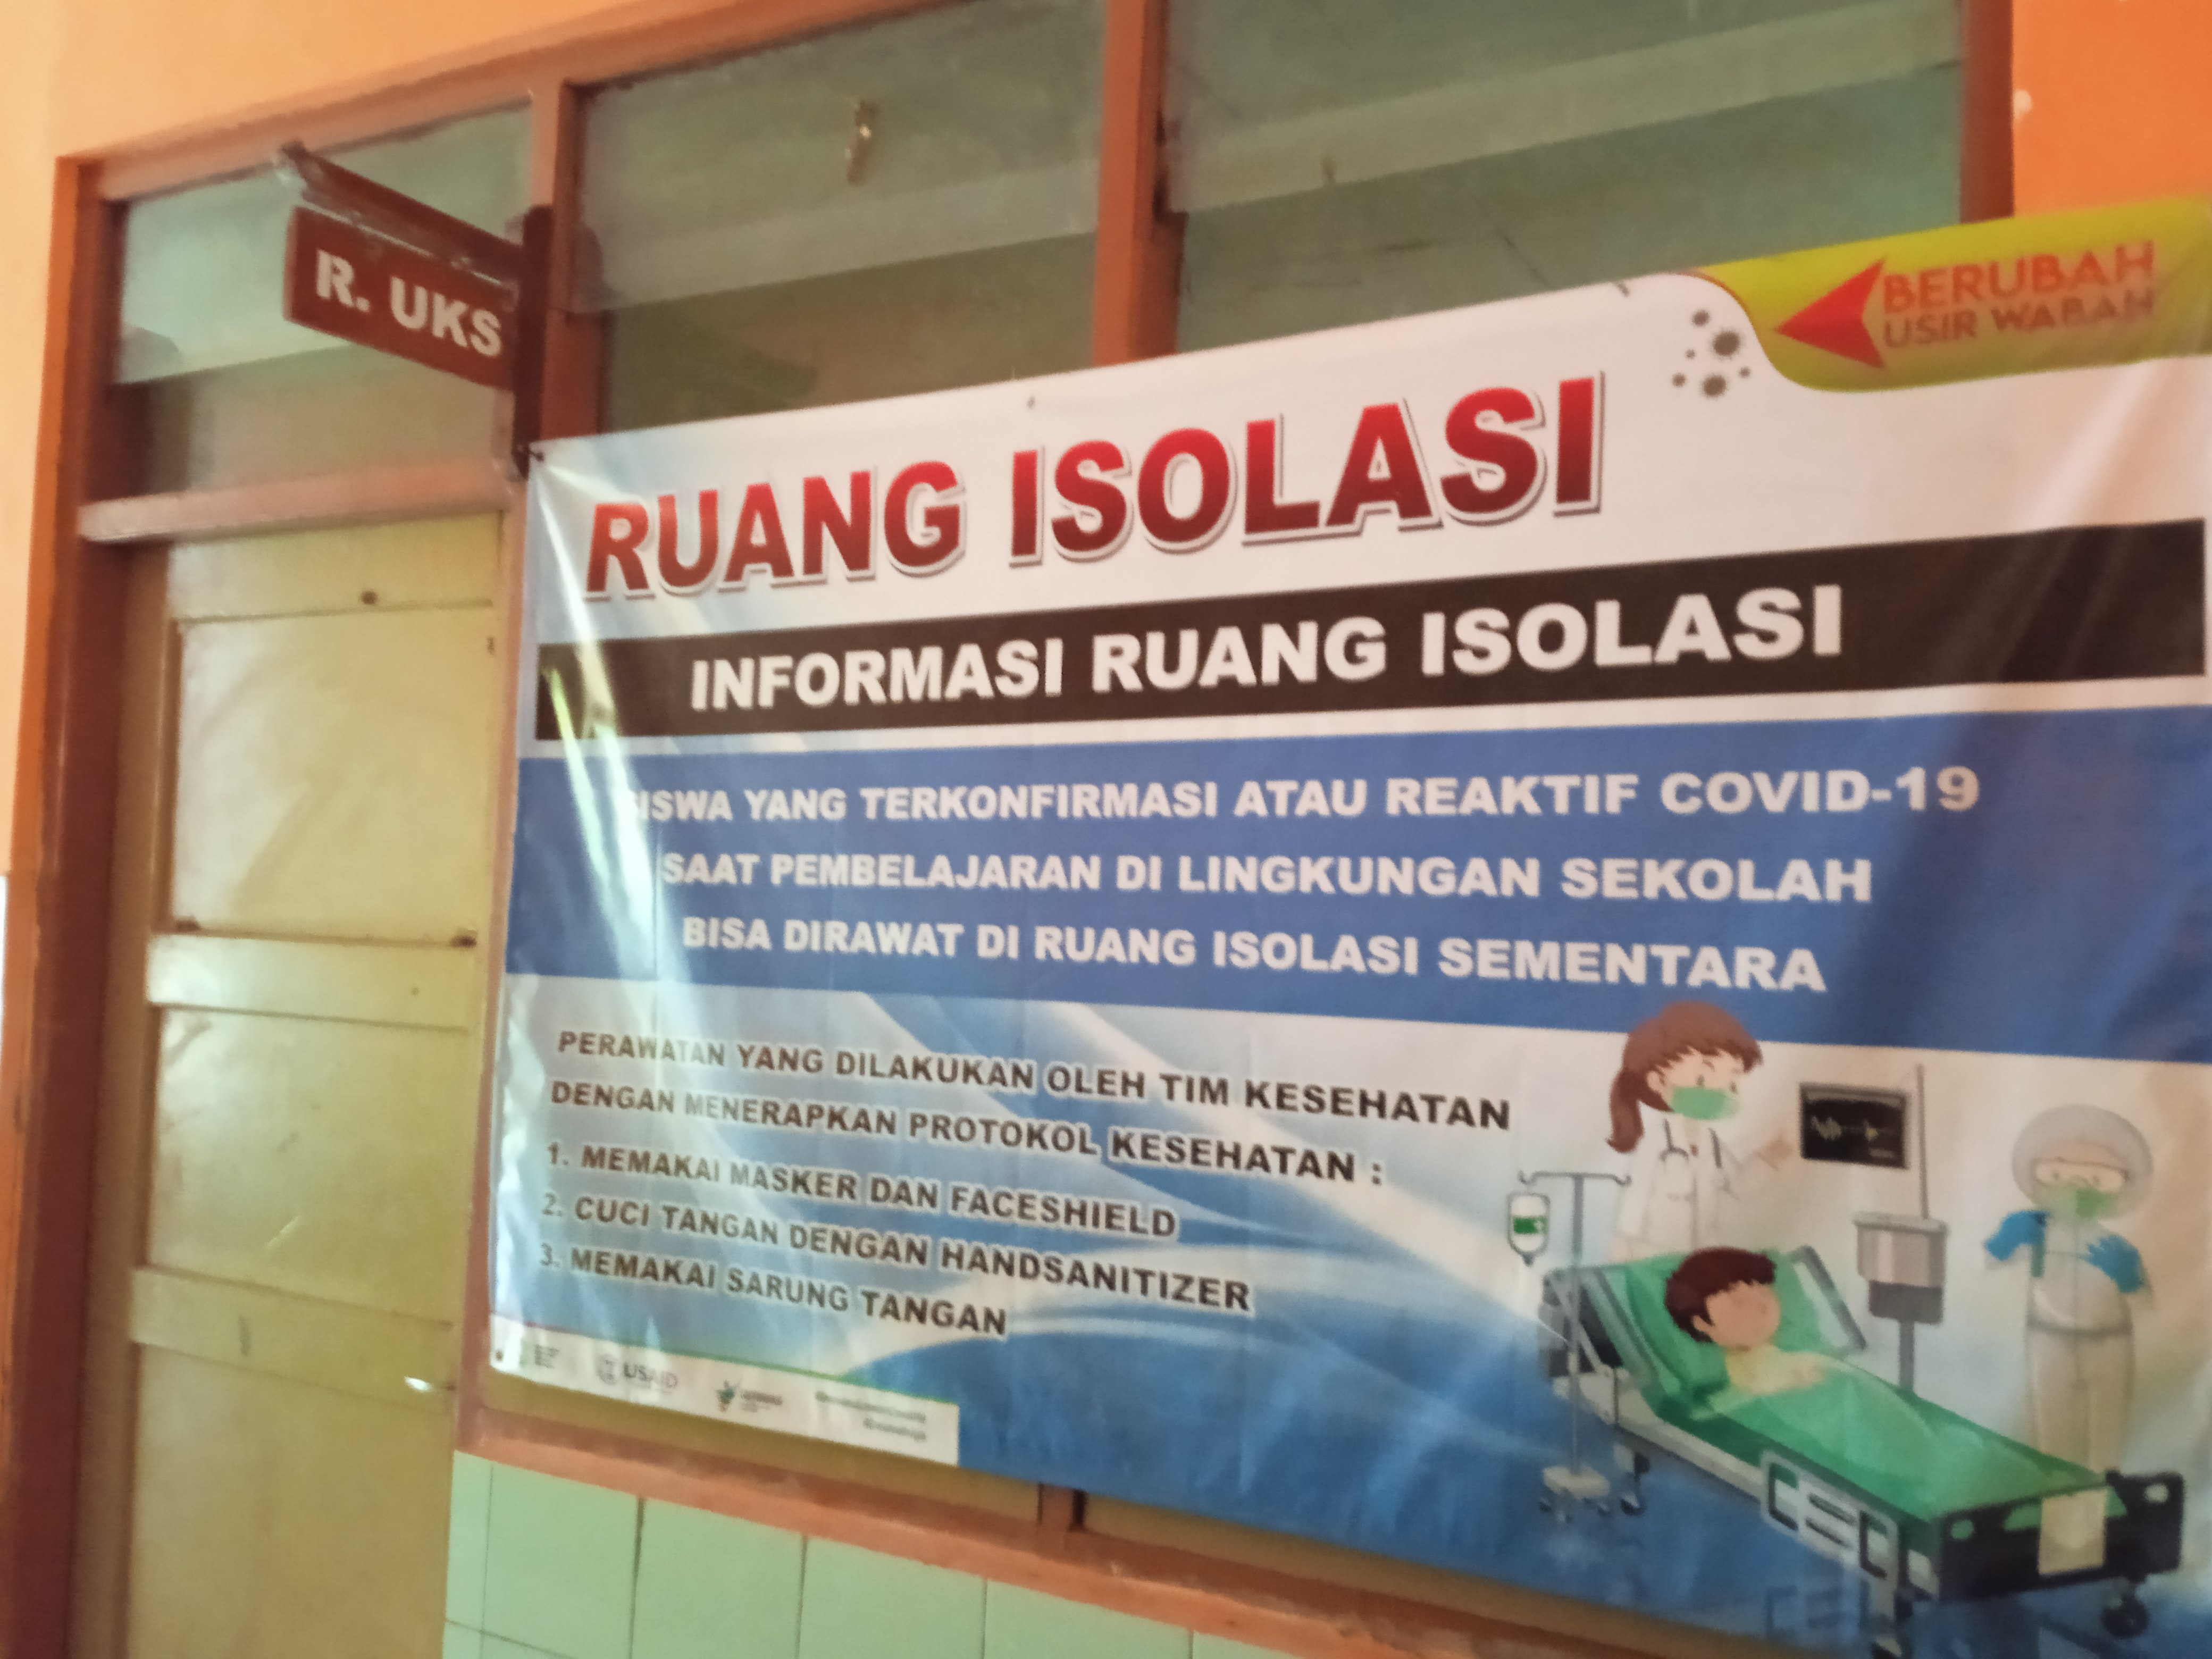 R. UKS
BERUBAH
USIR WABAH
RUANG ISOLASI
INFORMASI RUANG ISOLASI
SISWA YANG TERKONFIRMASI ATAU REAKTIF COVID-19
SAAT PEMBELAJARAN DI LINGKUNGAN SEKOLAH
BISA DIRAWAT DI RUANG ISOLASI SEMENTARA
PERAWATAN YANG DILAKUKAN OLEH TIM KESEHATAN
DENGAN MENERAPKAN PROTOKOL KESEHATAN :
1. MEMAKAI MASKER DAN FACESHIELD
2. CUCI TANGAN DENGAN HANDSANITIZER
3. MEMAKAI SARUNG TANGAN
USAID